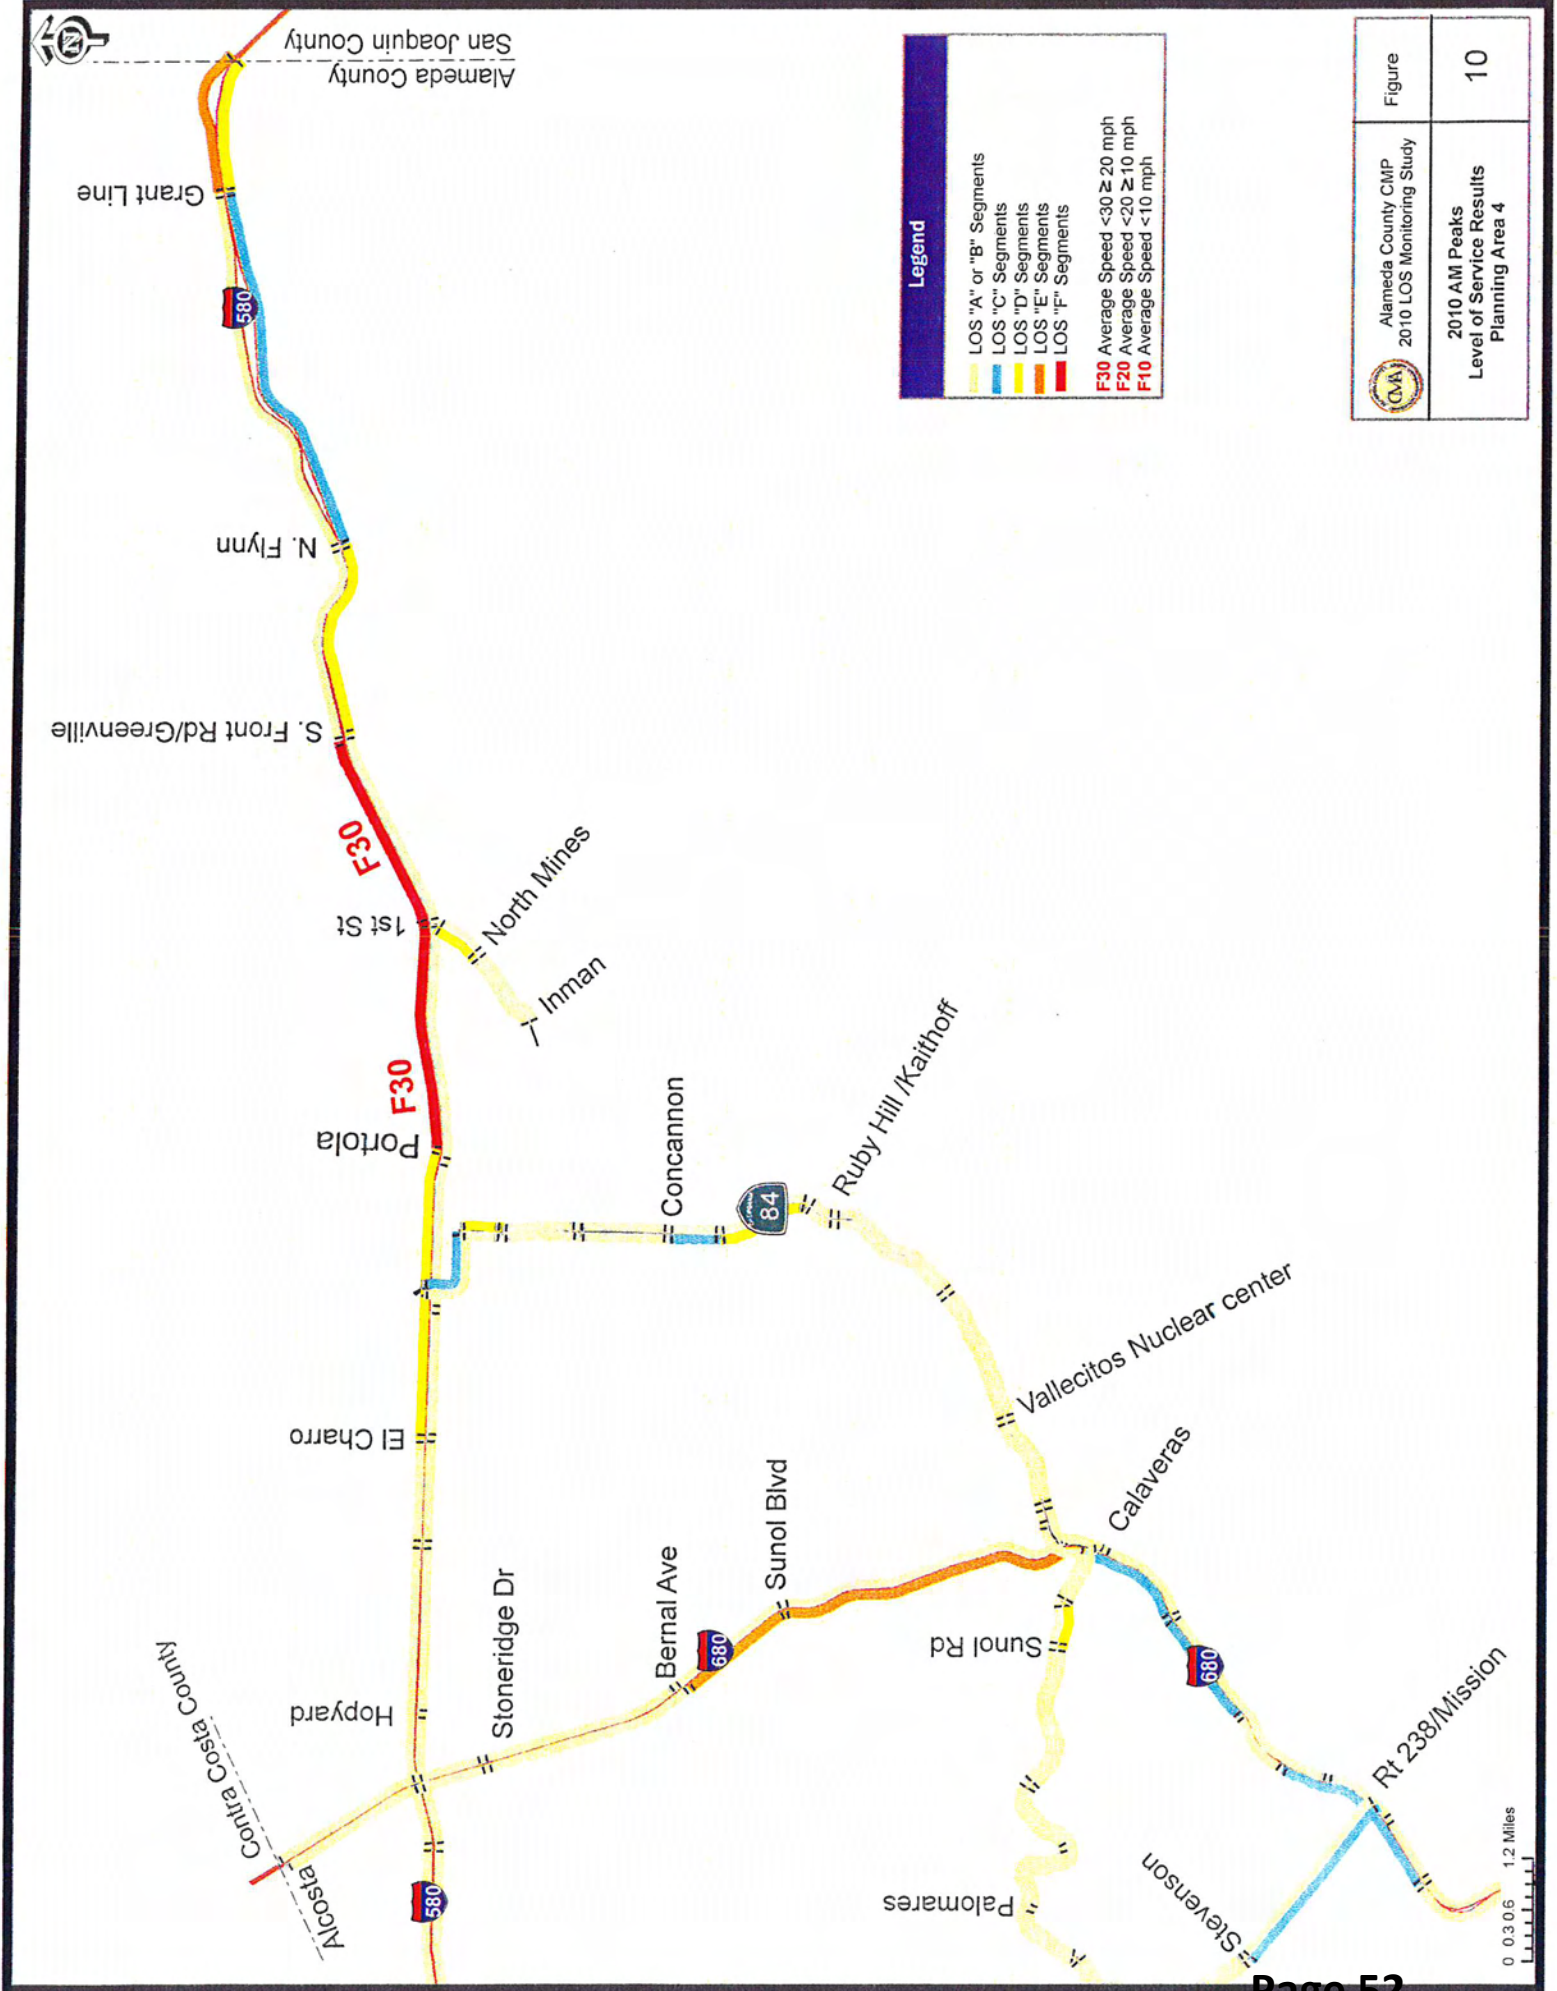 San Joaquin County
Alameda County
Grant Line
580
N. Flynn
S. Front Rd/Greenville
F30
1st St
North Mines
Inman
F30
Portola
Concannon
84
Ruby Hill /Kaithoff
El Charro
Vallecitos Nuclear center
Calaveras
Sunol Blvd
Bernal Ave
680
Stoneridge Dr
Hopyard
Sunol Rd
680
Contra Costa County
Alcosta
580
Palomares
Stevenson
Rt 238/Mission
0 0.3 0.6 1.2 Miles
Legend
LOS "A" or "B" Segments
LOS "C" Segments
LOS "D" Segments
LOS "E" Segments
LOS "F" Segments
F30 Average Speed <30 ≥ 20 mph
F20 Average Speed <20 ≥ 10 mph
F10 Average Speed <10 mph
CMA
Alameda County CMP
2010 LOS Monitoring Study
Figure
2010 AM Peaks
Level of Service Results
Planning Area 4
10
N
Page 52